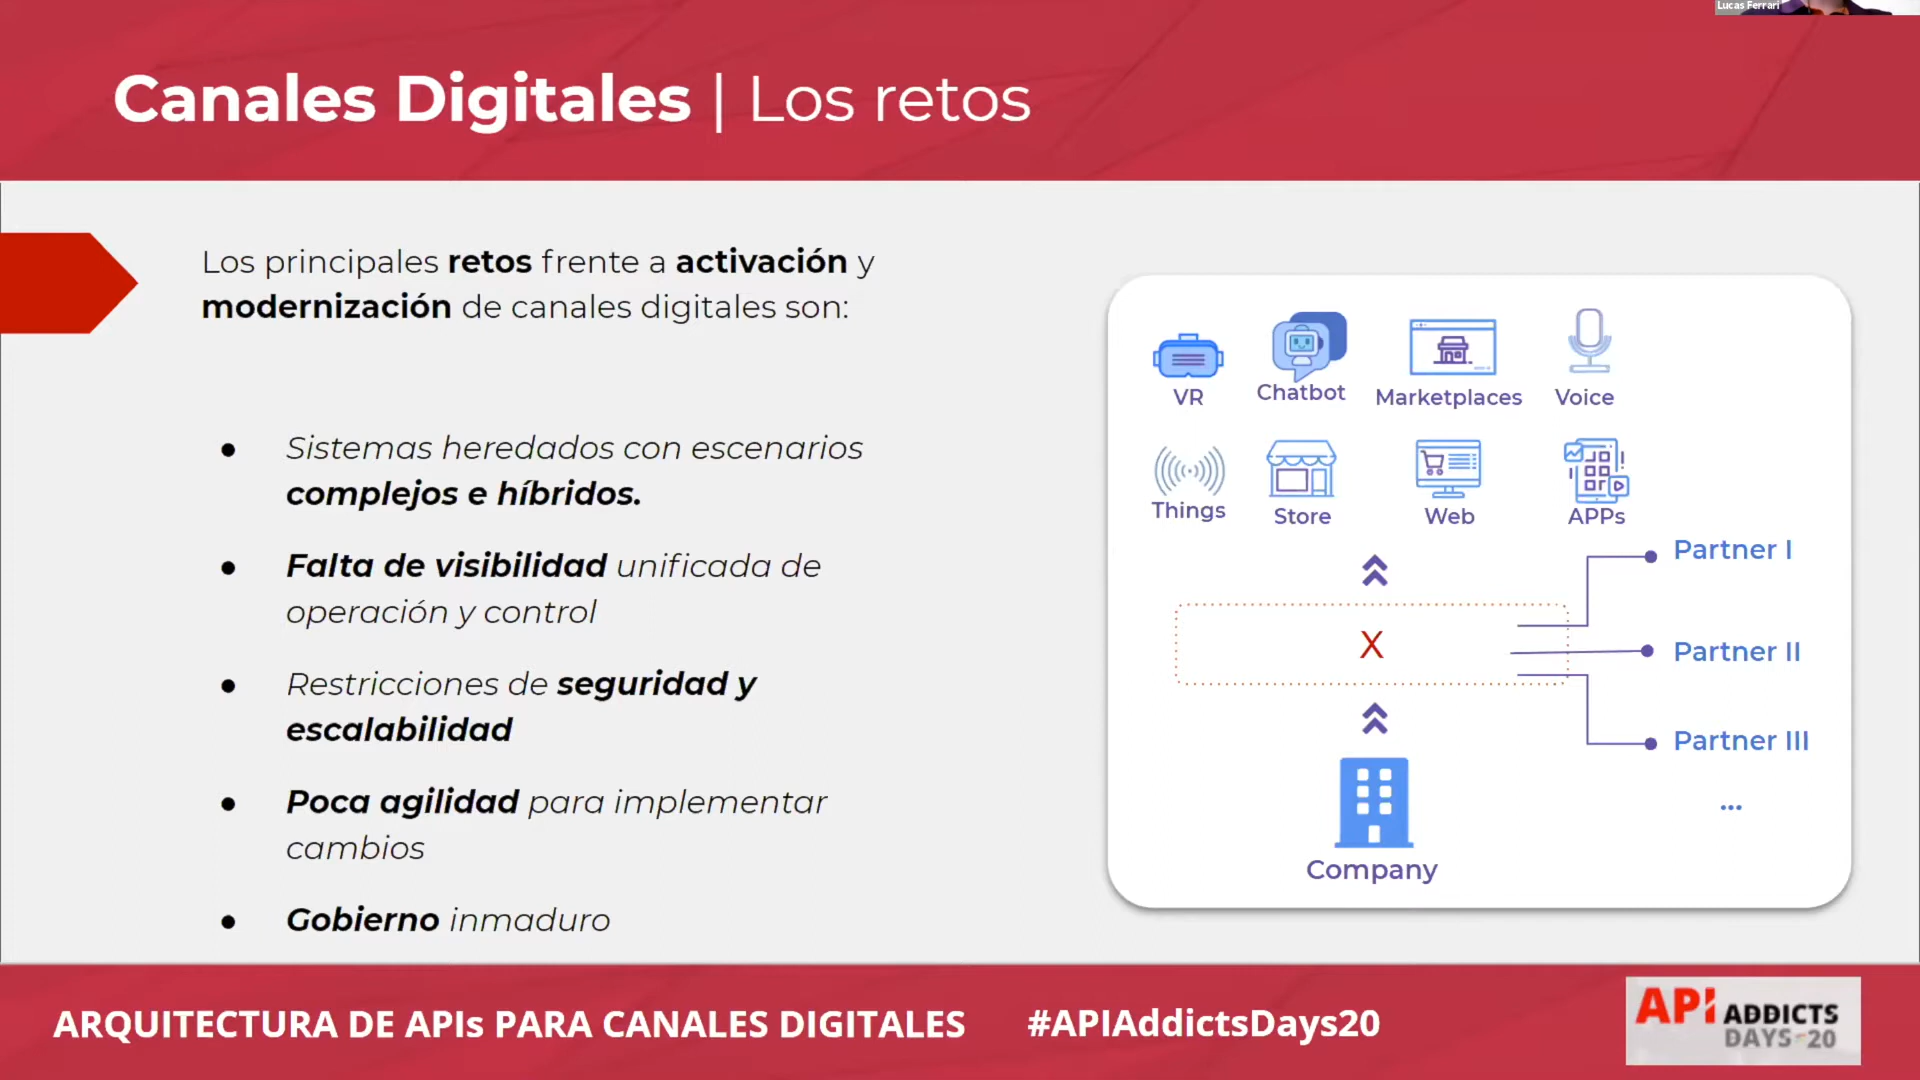 Lucas Ferrari
Canales Digitales | Los retos
Los principales retos frente a activación y
modernización de canales digitales son:
● Sistemas heredados con escenarios
complejos e híbridos.
● Falta de visibilidad unificada de
operación y control
● Restricciones de seguridad y
escalabilidad
● Poca agilidad para implementar
cambios
● Gobierno inmaduro
VR
Chatbot
Marketplaces
Voice
Things
Store
Web
APPs
Partner I
X
Partner II
Partner III
...
Company
ARQUITECTURA DE APIs PARA CANALES DIGITALES
#APIAddictsDays20
API ADDICTS
DAYS-20